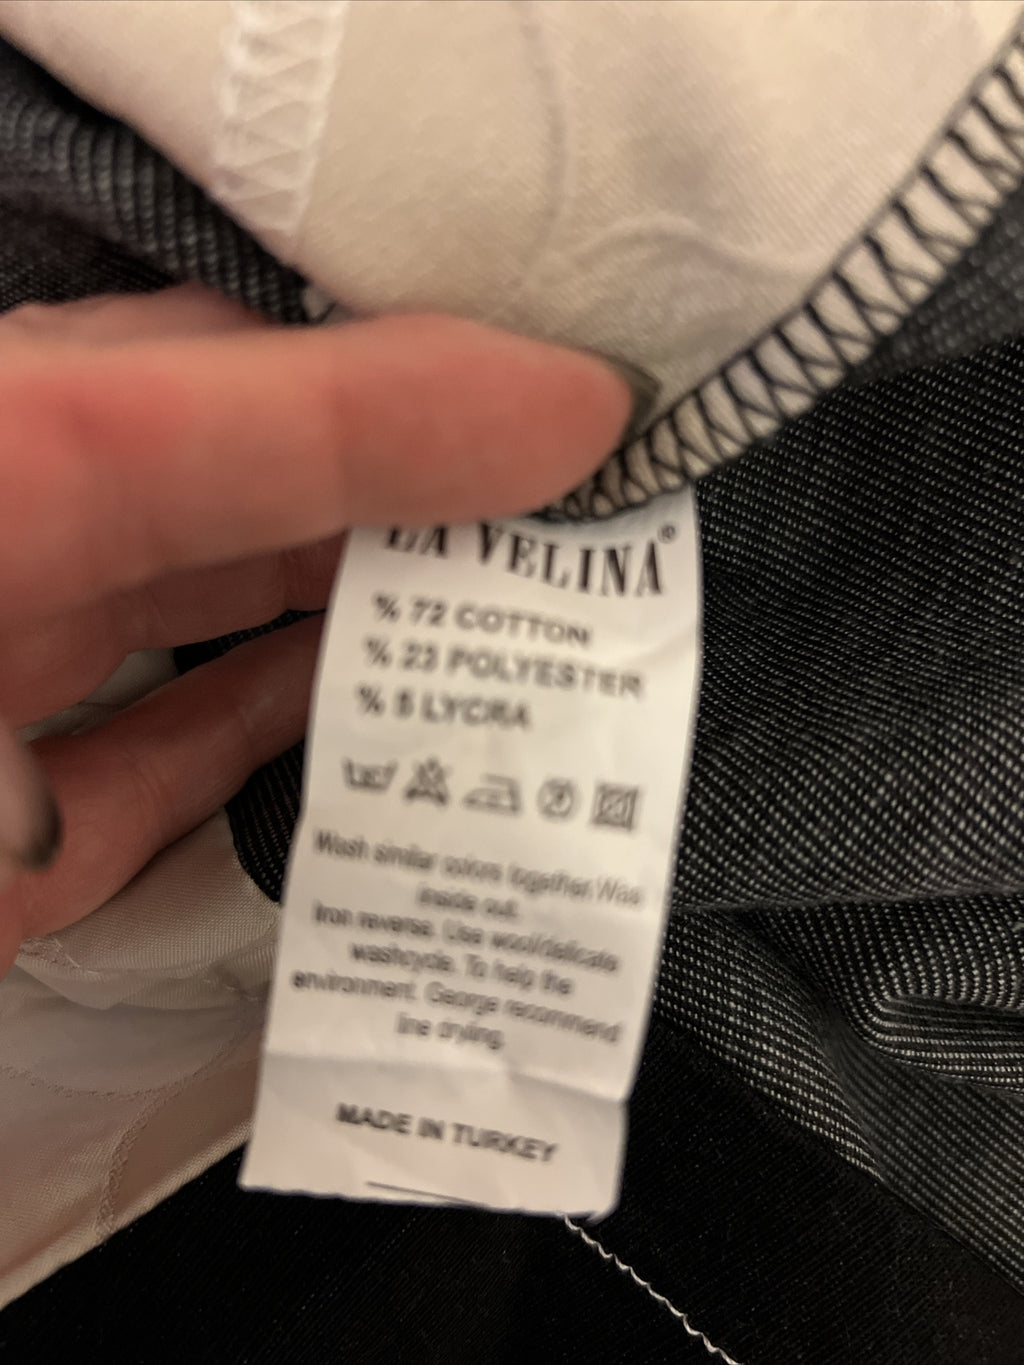 LA VELINA®
% 72 COTTON
% 23 POLYESTER
% 5 LYCRA
Wash similar colors together. Was
inside out.
Iron reverse. Use wool/delicate
washcycle. To help the
environment. George recommend
line drying.
MADE IN TURKEY